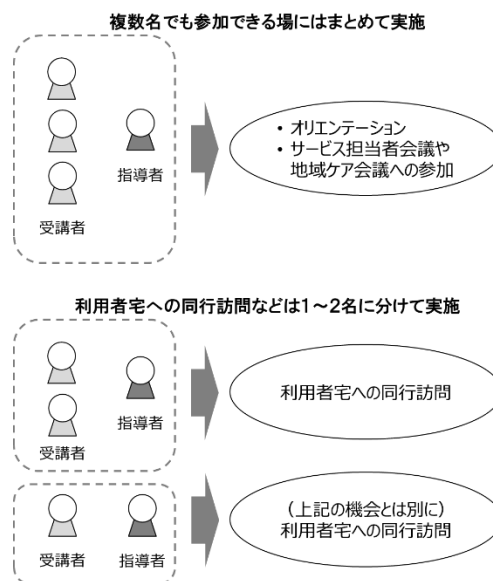 複数名でも参加できる場にはまとめて実施
• オリエンテーション
• サービス担当者会議や
地域ケア会議への参加
指導者
受講者
利用者宅への同行訪問などは1～2名に分けて実施
利用者宅への同行訪問
指導者
受講者
（上記の機会とは別に）
利用者宅への同行訪問
受講者
指導者